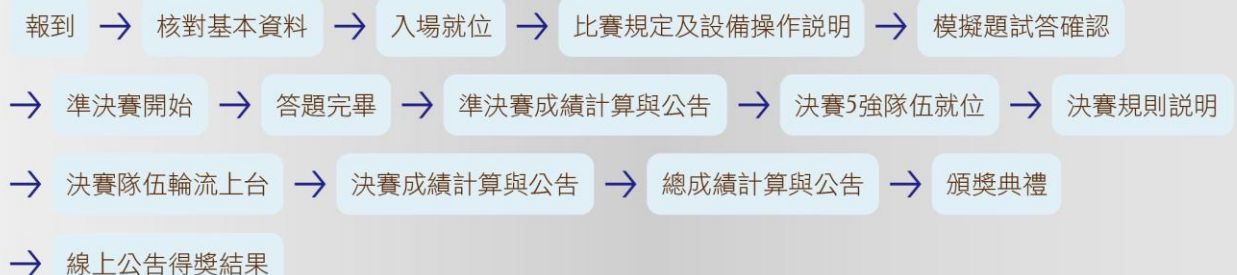 報到 → 核對基本資料 → 入場就位 → 比賽規定及設備操作説明 → 模擬題試答確認
→ 準決賽開始 → 答題完畢 → 準決賽成績計算與公告 → 決賽5強隊伍就位 → 決賽規則説明
→ 決賽隊伍輪流上台 → 決賽成績計算與公告 → 總成績計算與公告 → 頒獎典禮
→ 線上公告得獎結果